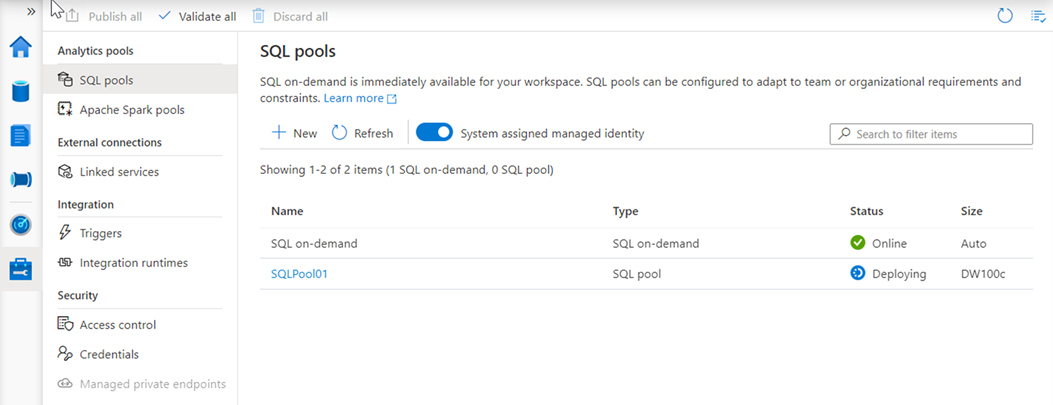 »
Publish all
Validate all
Discard all
Analytics pools
SQL pools
Apache Spark pools
External connections
Linked services
Integration
Triggers
Integration runtimes
Security
Access control
Credentials
Managed private endpoints
SQL pools
SQL on-demand is immediately available for your workspace. SQL pools can be configured to adapt to team or organizational requirements and
constraints. Learn more
New
Refresh
System assigned managed identity
Search to filter items
Showing 1-2 of 2 items (1 SQL on-demand, 0 SQL pool)
Name Type Status Size
SQL on-demand SQL on-demand Online Auto
SQLPool01 SQL pool Deploying DW100c